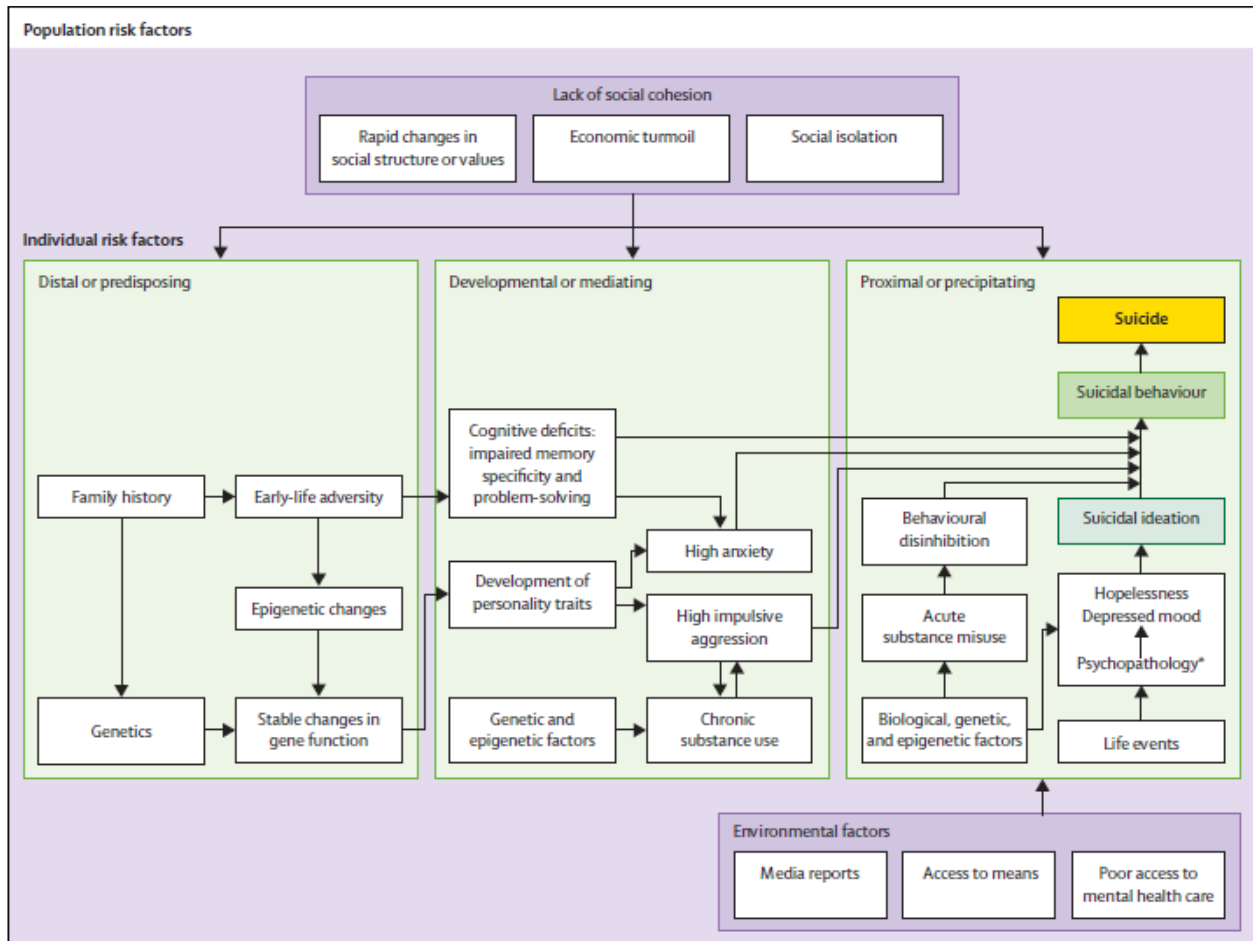 Population risk factors
Lack of social cohesion
Rapid changes in
social structure or values
Economic turmoil
Social isolation
Individual risk factors
Distal or predisposing
Family history
Early-life adversity
Epigenetic changes
Genetics
Stable changes in
gene function
Developmental or mediating
Cognitive deficits:
impaired memory
specificity and
problem-solving
High anxiety
Development of
personality traits
High impulsive
aggression
Genetic and
epigenetic factors
Chronic
substance use
Proximal or precipitating
Suicide
Suicidal behaviour
Behavioural
disinhibition
Suicidal ideation
Acute
substance misuse
Hopelessness
Depressed mood
Psychopathology*
Biological, genetic,
and epigenetic factors
Life events
Environmental factors
Media reports
Access to means
Poor access to
mental health care